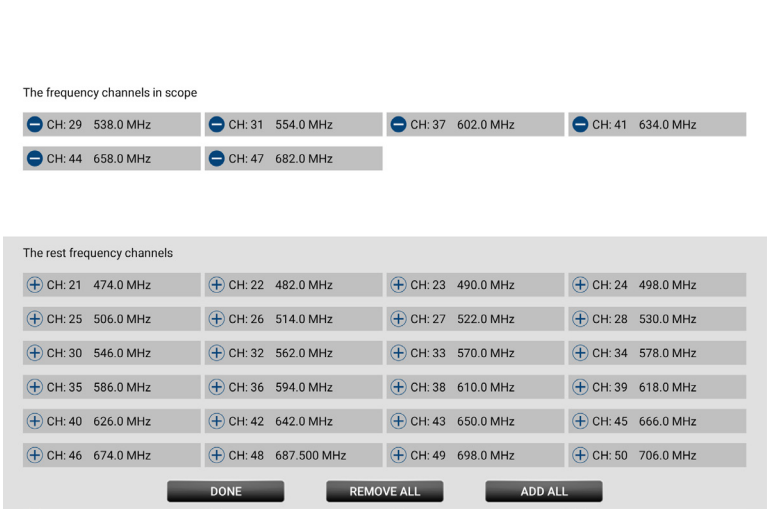 The frequency channels in scope
CH: 29 538.0 MHz CH: 31 554.0 MHz CH: 37 602.0 MHz CH: 41 634.0 MHz
CH: 44 658.0 MHz CH: 47 682.0 MHz
The rest frequency channels
CH: 21 474.0 MHz CH: 22 482.0 MHz CH: 23 490.0 MHz CH: 24 498.0 MHz
CH: 25 506.0 MHz CH: 26 514.0 MHz CH: 27 522.0 MHz CH: 28 530.0 MHz
CH: 30 546.0 MHz CH: 32 562.0 MHz CH: 33 570.0 MHz CH: 34 578.0 MHz
CH: 35 586.0 MHz CH: 36 594.0 MHz CH: 38 610.0 MHz CH: 39 618.0 MHz
CH: 40 626.0 MHz CH: 42 642.0 MHz CH: 43 650.0 MHz CH: 45 666.0 MHz
CH: 46 674.0 MHz CH: 48 687.500 MHz CH: 49 698.0 MHz CH: 50 706.0 MHz
DONE REMOVE ALL ADD ALL